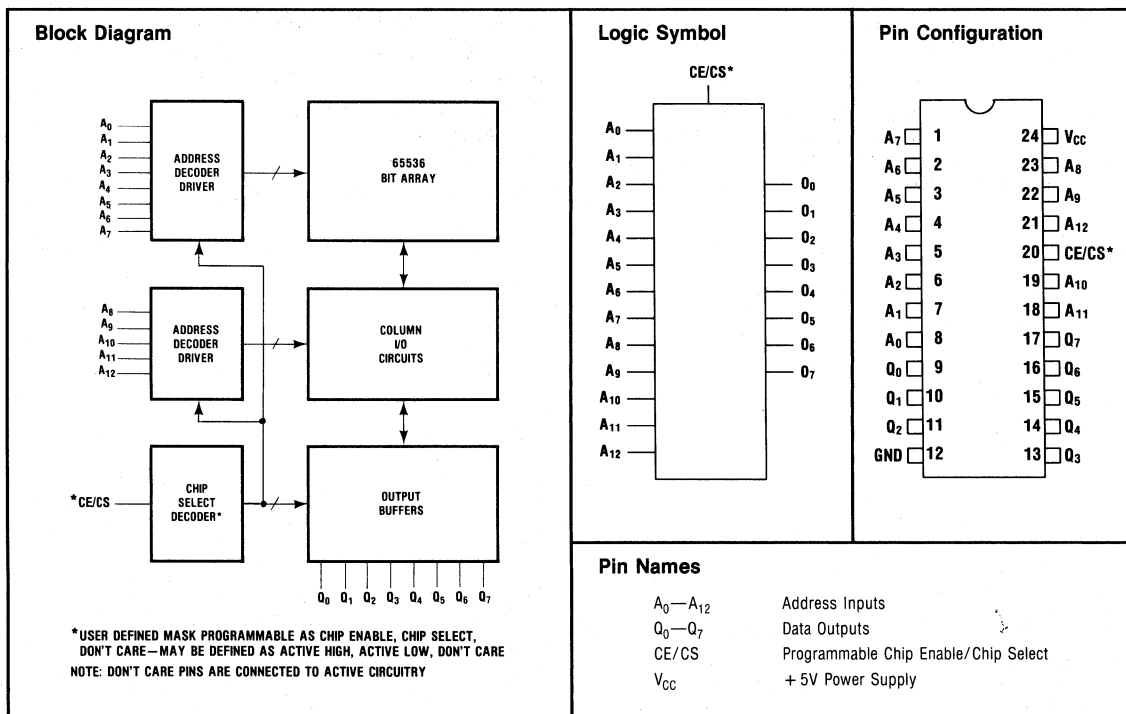 Block Diagram
A0
A1
A2
A3
A4
A5
A6
A7
ADDRESS
DECODER
DRIVER
65536
BIT ARRAY
A8
A9
A10
A11
A12
ADDRESS
DECODER
DRIVER
COLUMN
I/O
CIRCUITS
*CE/CS
CHIP
SELECT
DECODER*
OUTPUT
BUFFERS
Q0 Q1 Q2 Q3 Q4 Q5 Q6 Q7
*USER DEFINED MASK PROGRAMMABLE AS CHIP ENABLE, CHIP SELECT,
DON'T CARE—MAY BE DEFINED AS ACTIVE HIGH, ACTIVE LOW, DON'T CARE
NOTE: DON'T CARE PINS ARE CONNECTED TO ACTIVE CIRCUITRY
Logic Symbol
CE/CS*
A0
A1
A2
A3
A4
A5
A6
A7
A8
A9
A10
A11
A12
O0
O1
O2
O3
O4
O5
O6
O7
Pin Configuration
A7 1 24 VCC
A6 2 23 A8
A5 3 22 A9
A4 4 21 A12
A3 5 20 CE/CS*
A2 6 19 A10
A1 7 18 A11
A0 8 17 Q7
Q0 9 16 Q6
Q1 10 15 Q5
Q2 11 14 Q4
GND 12 13 Q3
Pin Names
A0—A12 Address Inputs
Q0—Q7 Data Outputs
CE/CS Programmable Chip Enable/Chip Select
VCC +5V Power Supply